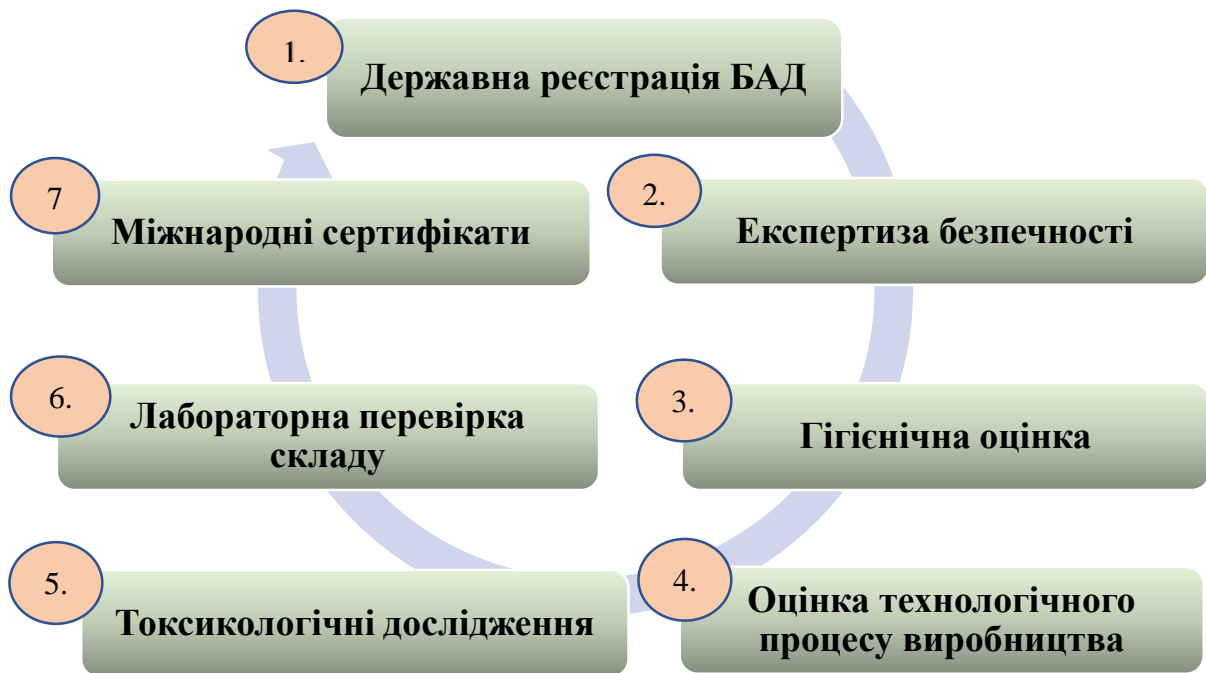 1.
Державна реєстрація БАД
2.
Експертиза безпечності
3.
Гігієнічна оцінка
4.
Оцінка технологічного
процесу виробництва
5.
Токсикологічні дослідження
6.
Лабораторна перевірка
складу
7
Міжнародні сертифікати